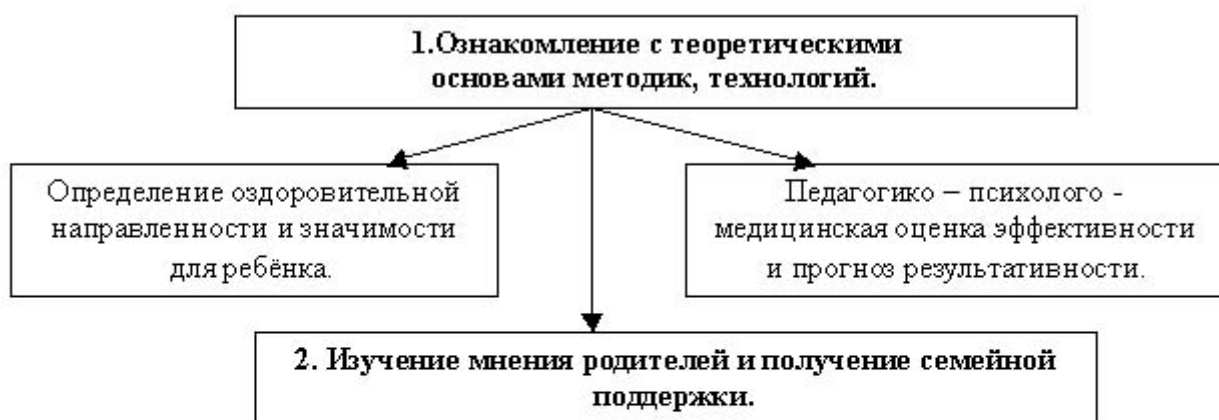 1.Ознакомление с теоретическими
основами методик, технологий.
Определение оздоровительной
направленности и значимости
для ребёнка.
Педагогико – психолого -
медицинская оценка эффективности
и прогноз результативности.
2. Изучение мнения родителей и получение семейной
поддержки.